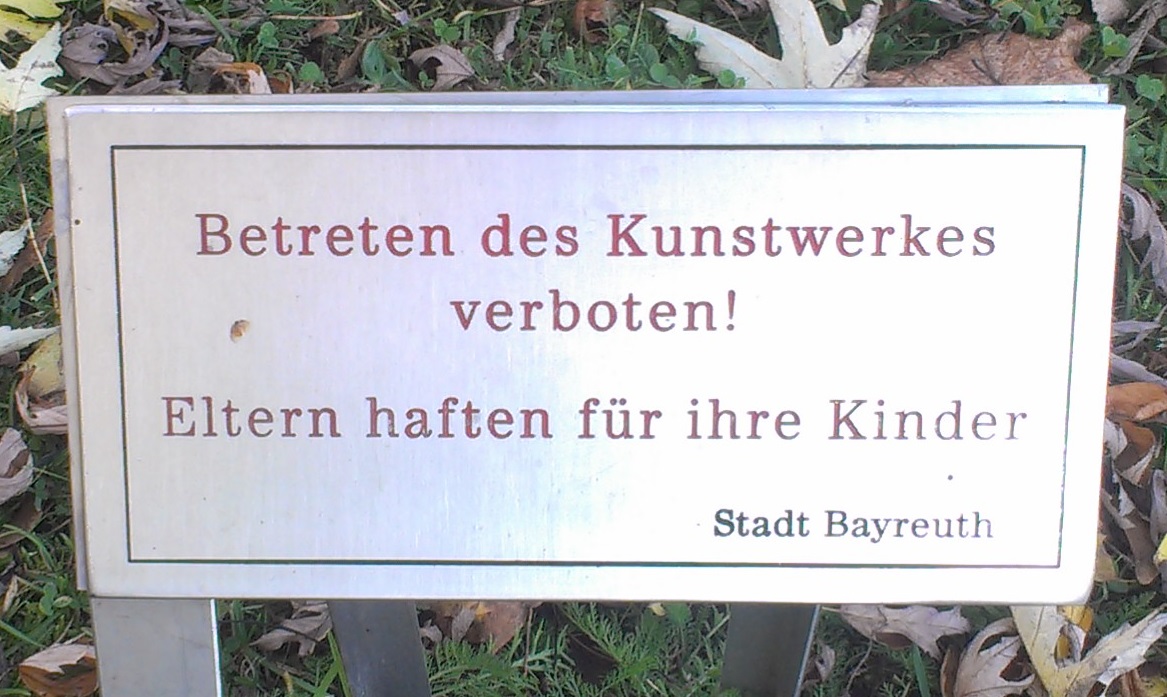 Betreten des Kunstwerkes
verboten!
Eltern haften für ihre Kinder
Stadt Bayreuth